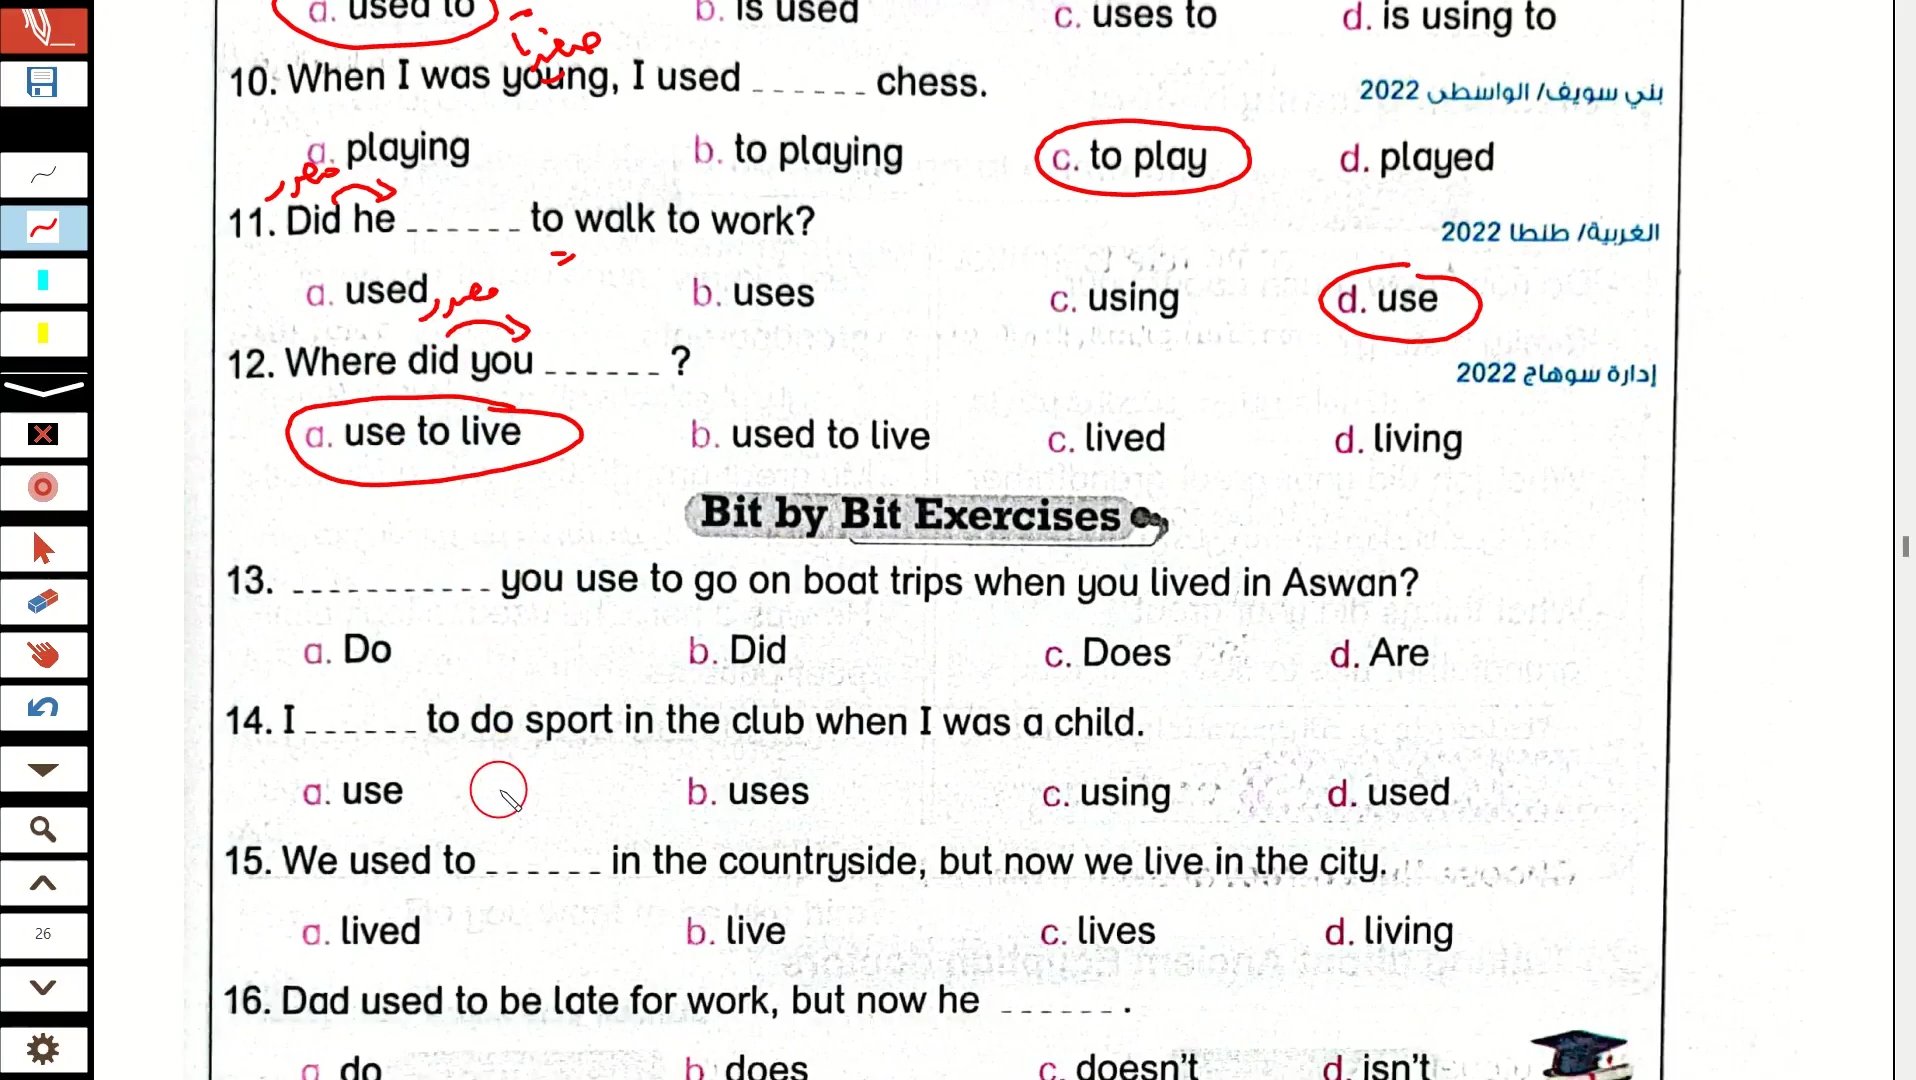 a. used to b. is used c. uses to d. is using to
صغير
10. When I was young, I used ______ chess. بني سويف/ الواسطى 2022
a. playing b. to playing c. to play d. played
مصدر
11. Did he ______ to walk to work? الغربية/ طنطا 2022
a. used b. uses c. using d. use
مصدر
12. Where did you ______ ? إدارة سوهاج 2022
a. use to live b. used to live c. lived d. living
Bit by Bit Exercises
13. ___________ you use to go on boat trips when you lived in Aswan?
a. Do b. Did c. Does d. Are
14. I ______ to do sport in the club when I was a child.
a. use b. uses c. using d. used
15. We used to ______ in the countryside, but now we live in the city.
a. lived b. live c. lives d. living
16. Dad used to be late for work, but now he ______ .
a. do b. does c. doesn't d. isn't
26